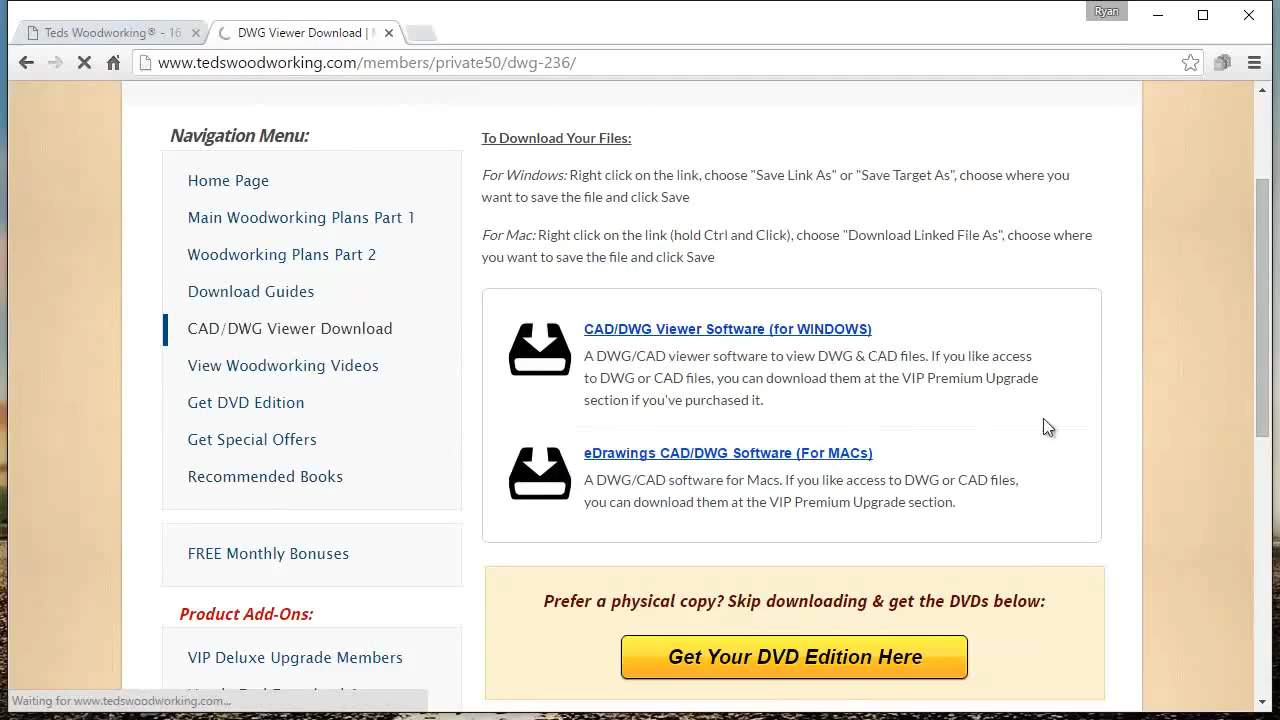 Ryan
Teds Woodworking® - 16
DWG Viewer Download |
www.tedswoodworking.com/members/private50/dwg-236/
Navigation Menu:
Home Page
Main Woodworking Plans Part 1
Woodworking Plans Part 2
Download Guides
CAD/DWG Viewer Download
View Woodworking Videos
Get DVD Edition
Get Special Offers
Recommended Books
FREE Monthly Bonuses
Product Add-Ons:
VIP Deluxe Upgrade Members
To Download Your Files:
For Windows: Right click on the link, choose "Save Link As" or "Save Target As", choose where you
want to save the file and click Save
For Mac: Right click on the link (hold Ctrl and Click), choose "Download Linked File As", choose where
you want to save the file and click Save
CAD/DWG Viewer Software (for WINDOWS)
A DWG/CAD viewer software to view DWG & CAD files. If you like access
to DWG or CAD files, you can download them at the VIP Premium Upgrade
section if you've purchased it.
eDrawings CAD/DWG Software (For MACs)
A DWG/CAD software for Macs. If you like access to DWG or CAD files,
you can download them at the VIP Premium Upgrade section.
Prefer a physical copy? Skip downloading & get the DVDs below:
Get Your DVD Edition Here
Waiting for www.tedswoodworking.com...